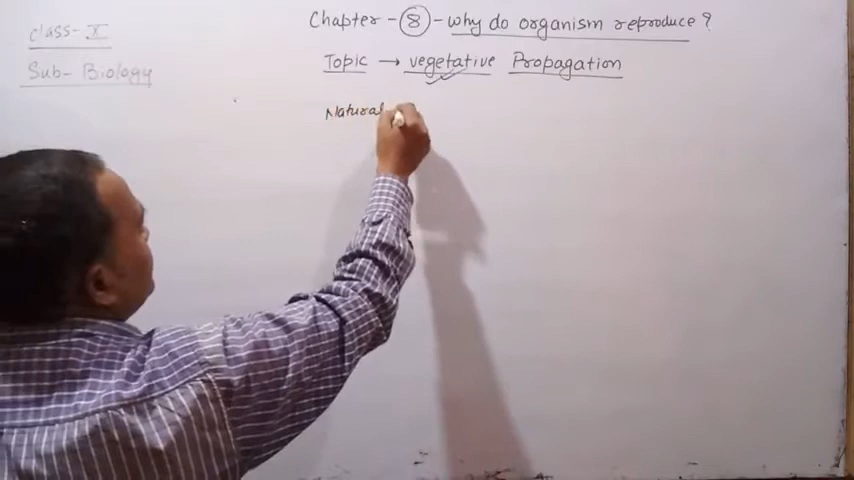 Class- X
Sub- Biology
Chapter - 8 - why do organism reproduce ?
Topic → vegetative Propagation
Natural